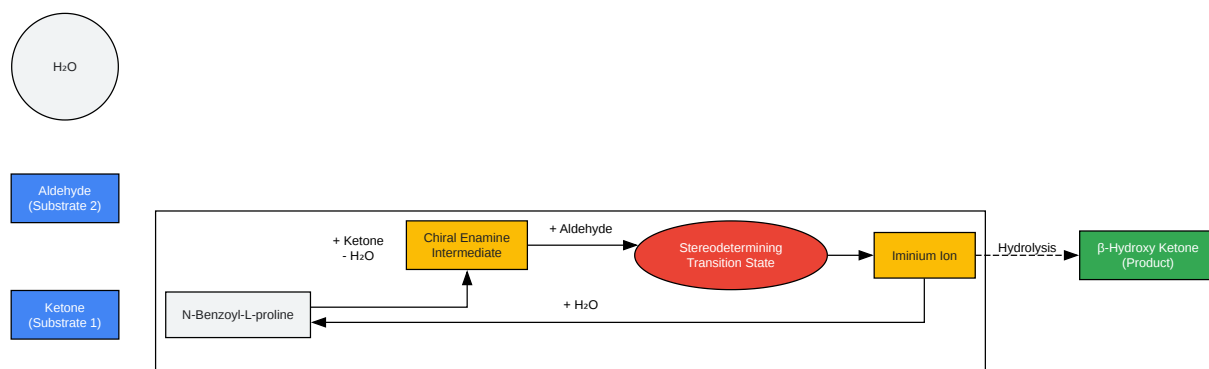 H₂O
Aldehyde
(Substrate 2)
Ketone
(Substrate 1)
N-Benzoyl-L-proline
+ Ketone
- H₂O
Chiral Enamine
Intermediate
+ Aldehyde
Stereodetermining
Transition State
Iminium Ion
+ H₂O
Hydrolysis
β-Hydroxy Ketone
(Product)